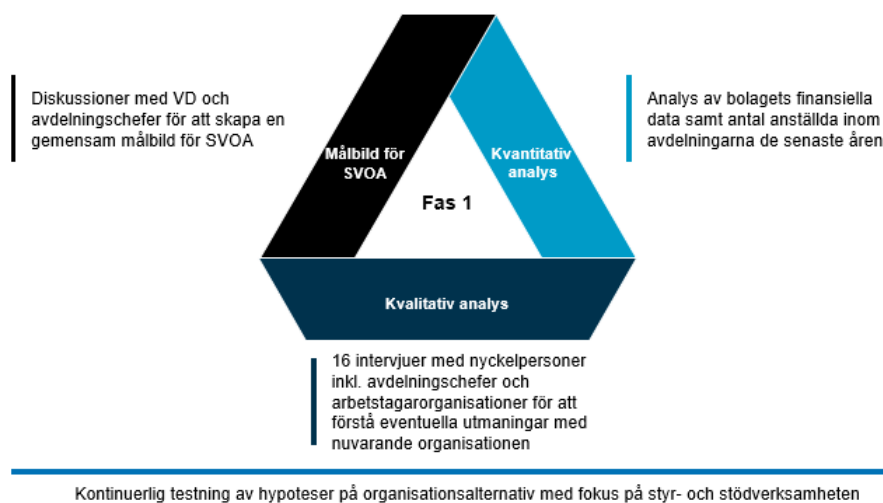 Diskussioner med VD och
avdelningschefer för att skapa en
gemensam målbild för SVOA
Målbild för
SVOA
Kvantitativ
analys
Analys av bolagets finansiella
data samt antal anställda inom
avdelningarna de senaste åren
Fas 1
Kvalitativ analys
16 intervjuer med nyckelpersoner
inkl. avdelningschefer och
arbetstagarorganisationer för att
förstå eventuella utmaningar med
nuvarande organisationen
Kontinuerlig testning av hypoteser på organisationsalternativ med fokus på styr- och stödverksamheten